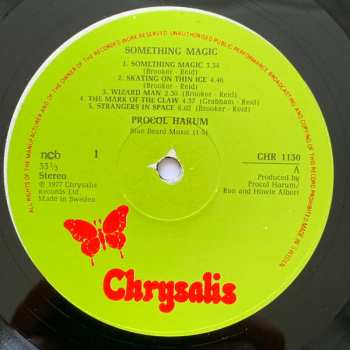 ALL RIGHTS OF THE MANUFACTURER AND OF THE OWNER OF THE RECORDED WORK RESERVED. UNAUTHORISED PUBLIC PERFORMANCE, BROADCASTING AND COPYING OF THIS RECORD PROHIBITED. MADE IN SWEDEN
SOMETHING MAGIC
1. SOMETHING MAGIC 3.34
(Brooker - Reid)
2. SKATING ON THIN ICE 4.46
(Brooker - Reid)
3. WIZARD MAN 2.36 (Brooker - Reid)
4. THE MARK OF THE CLAW 4.37 (Grabham - Reid)
5. STRANGERS IN SPACE 6.02 (Brooker - Reid)
PROCOL HARUM
Blue Beard Music (1-5)
ncb 1
33⅓
Stereo
℗ 1977 Chrysalis
Records Ltd.
Made in Sweden
CHR 1130
A
Produced by
Procol Harum/
Ron and Howie Albert
Chrysalis